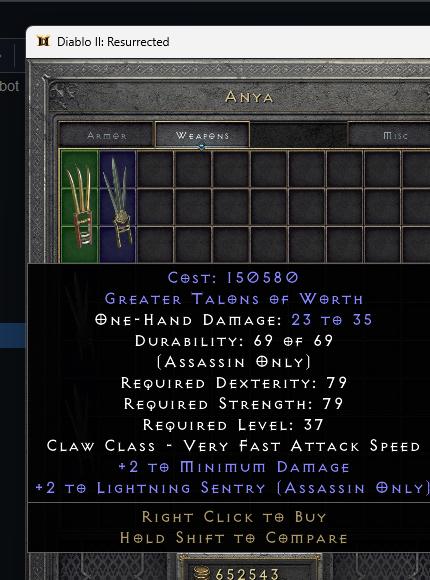 bot
Diablo II: Resurrected
Anya
Armor
Weapons
Misc
Cost: 150580
Greater Talons of Worth
One-Hand Damage: 23 to 35
Durability: 69 of 69
(Assassin Only)
Required Dexterity: 79
Required Strength: 79
Required Level: 37
Claw Class - Very Fast Attack Speed
+2 to Minimum Damage
+2 to Lightning Sentry (Assassin Only)
Right Click to Buy
Hold Shift to Compare
652543